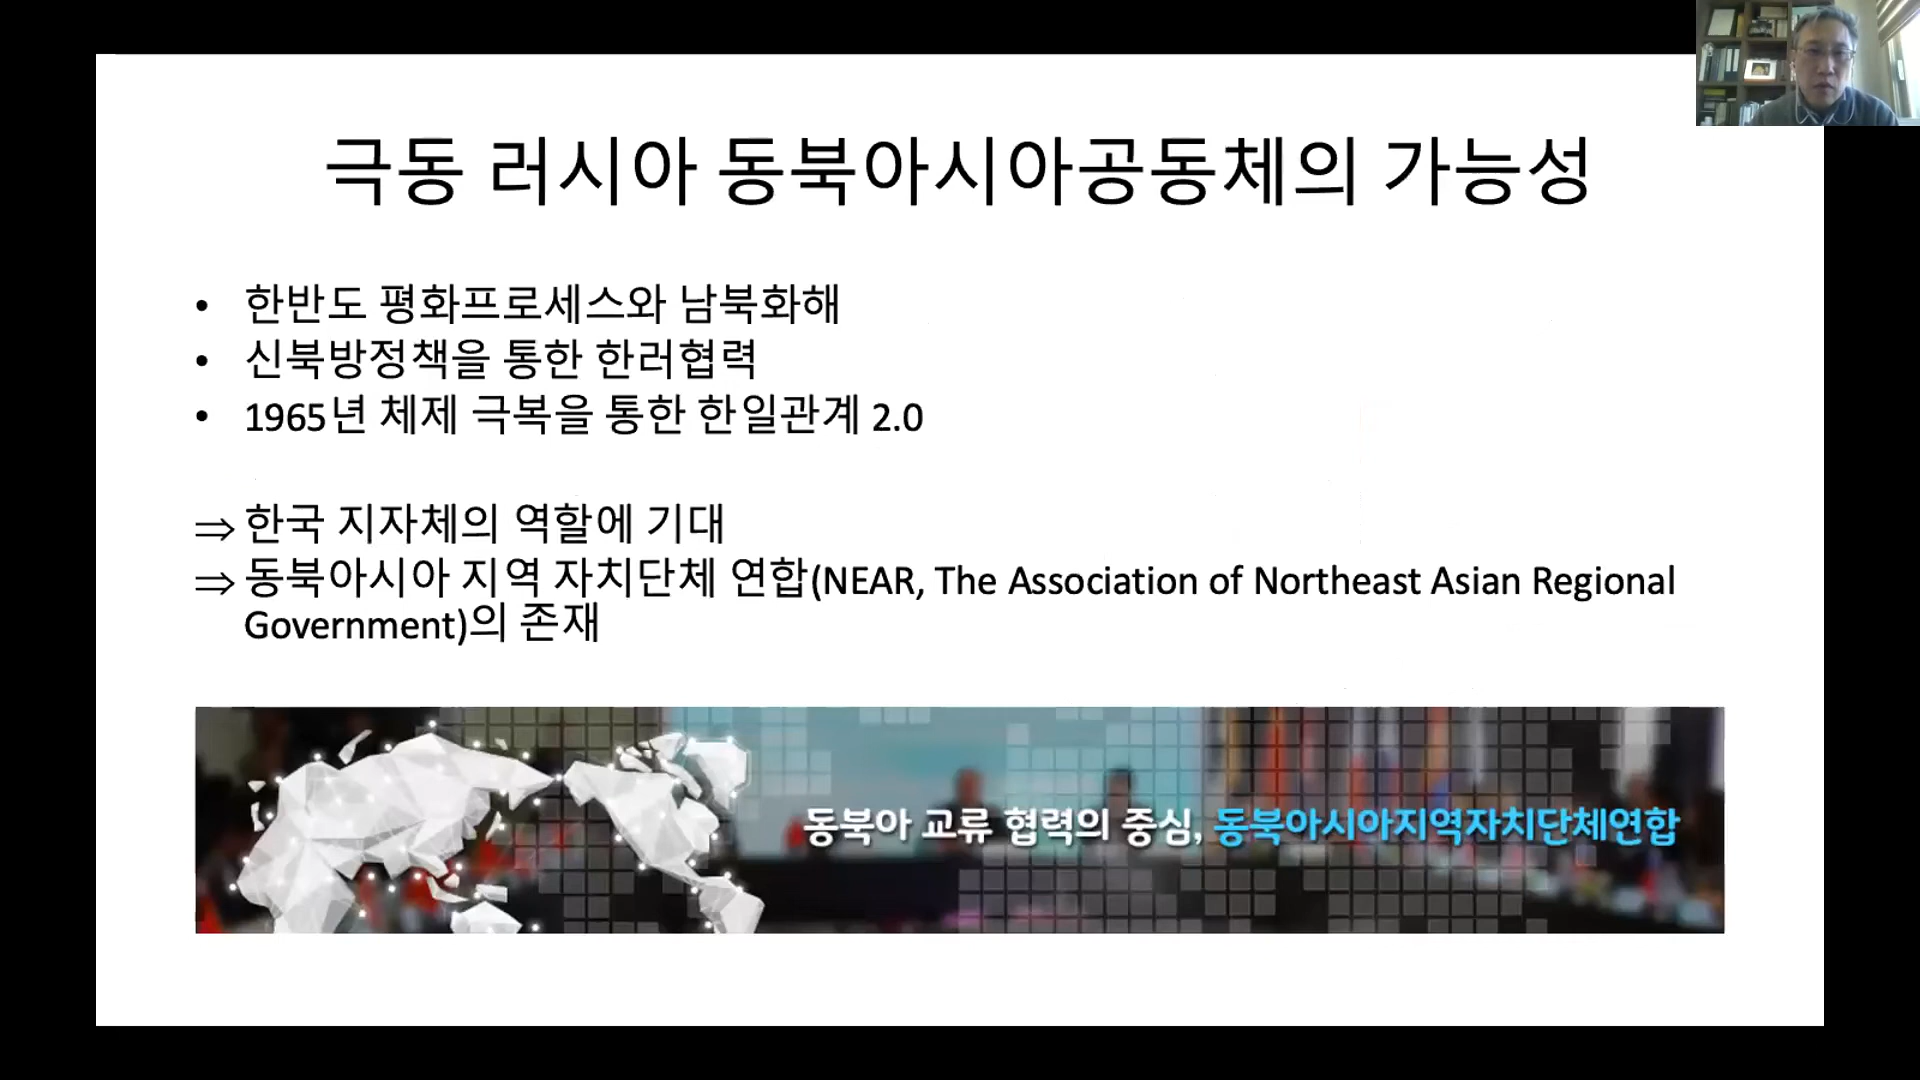 극동 러시아 동북아시아공동체의 가능성
• 한반도 평화프로세스와 남북화해
• 신북방정책을 통한 한러협력
• 1965년 체제 극복을 통한 한일관계 2.0
⇒ 한국 지자체의 역할에 기대
⇒ 동북아시아 지역 자치단체 연합(NEAR, The Association of Northeast Asian Regional
Government)의 존재
동북아 교류 협력의 중심, 동북아시아지역자치단체연합